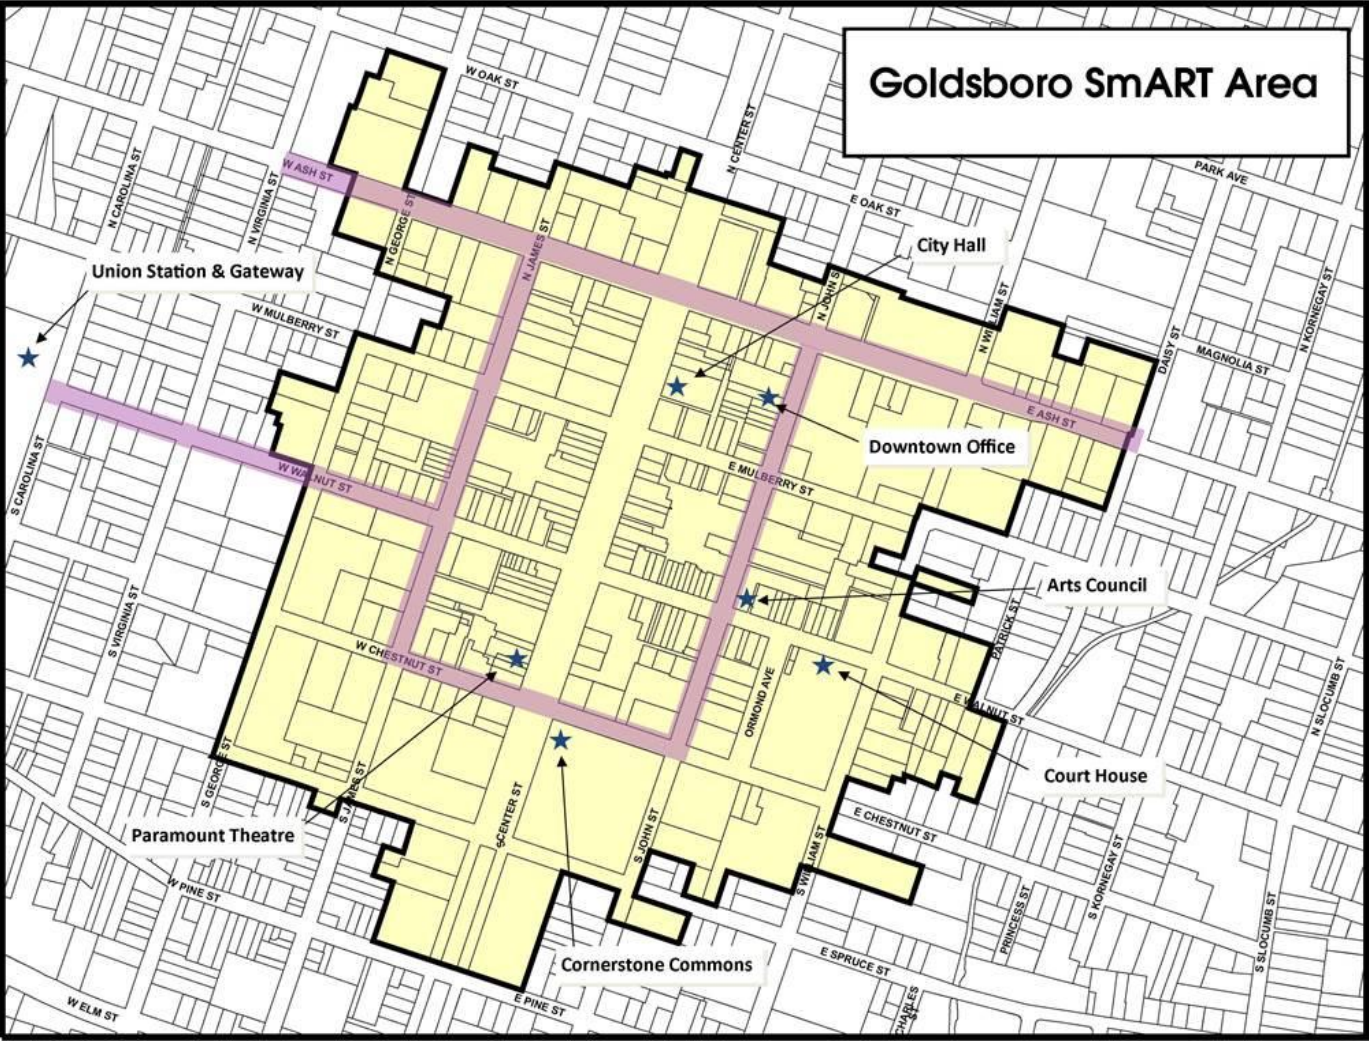 Goldsboro SmART Area
W OAK ST
N CENTER ST
PARK AVE
W ASH ST
N CAROLINA ST
N VIRGINIA ST
N GEORGE ST
E OAK ST
N JAMES ST
City Hall
Union Station & Gateway
N JOHN S
N WILLIAM ST
N KORNEGAY ST
W MULBERRY ST
DAISY ST
MAGNOLIA ST
E ASH ST
Downtown Office
S CAROLINA ST
W WALNUT ST
E MULBERRY ST
Arts Council
S VIRGINIA ST
PATRICK ST
W CHESTNUT ST
ORMOND AVE
E WALNUT ST
N SLOCUMB ST
Court House
S GEORGE ST
S JAMES ST
Paramount Theatre
S CENTER ST
S JOHN ST
S WILLIAM ST
E CHESTNUT ST
S KORNEGAY ST
W PINE ST
PRINCESS ST
S SLOCUMB ST
Cornerstone Commons
E SPRUCE ST
W ELM ST
E PINE ST
CHARLES
ST